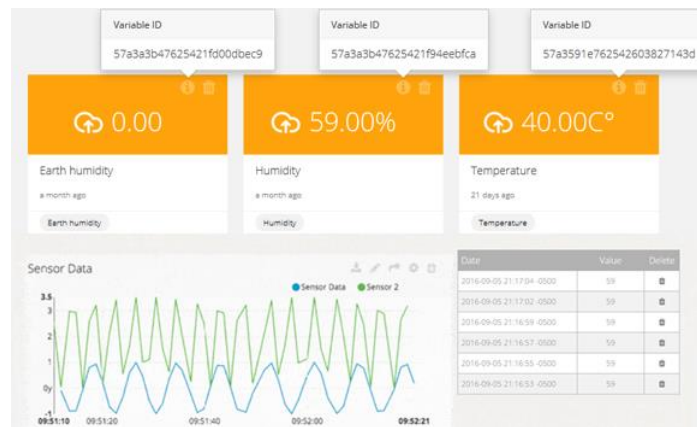 Variable ID
57a3a3b47625421fd00dbec9
Variable ID
57a3a3b47625421f94eebfca
Variable ID
57a3591e762542603827143d
0.00
59.00%
40.00C°
Earth humidity
a month ago
Earth humidity
Humidity
a month ago
Humidity
Temperature
21 days ago
Temperature
Sensor Data
Sensor Data Sensor 2
3.5
3
2
1
0y
-1
09:51:10 09:51:20 09:51:40 09:52:00 09:52:21
Date Value Delete
2016-09-05 21:17:04 -0500 59
2016-09-05 21:17:02 -0500 59
2016-09-05 21:16:59 -0500 59
2016-09-05 21:16:57 -0500 59
2016-09-05 21:16:55 -0500 59
2016-09-05 21:16:53 -0500 59